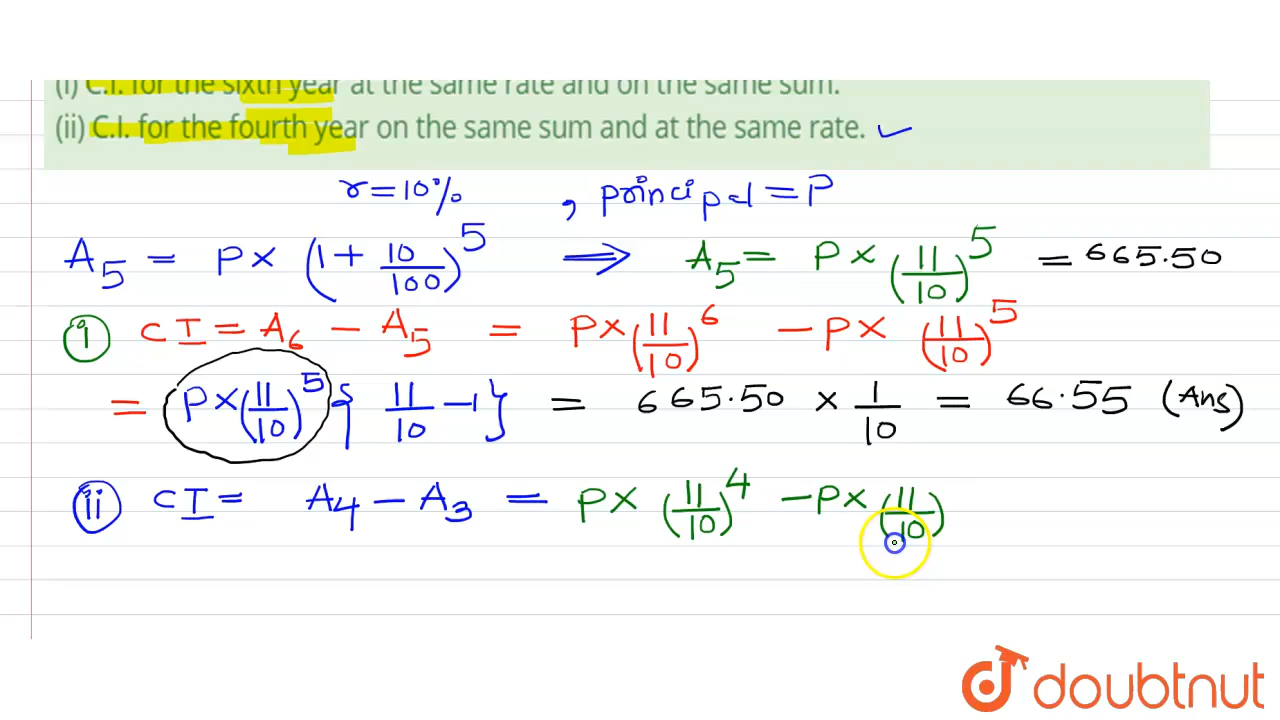 (i) C.I. for the sixth year at the same rate and on the same sum.
(ii) C.I. for the fourth year on the same sum and at the same rate. ✓
r = 10% , principal = P
A₅ = P × (1 + 10/100)⁵ ⟹ A₅ = P × (11/10)⁵ = 665.50
(i) CI = A₆ − A₅ = P × (11/10)⁶ − P × (11/10)⁵
= P × (11/10)⁵ { 11/10 − 1 } = 665.50 × 1/10 = 66.55 (Ans)
(ii) CI = A₄ − A₃ = P × (11/10)⁴ − P × (11/10)
doubtnut